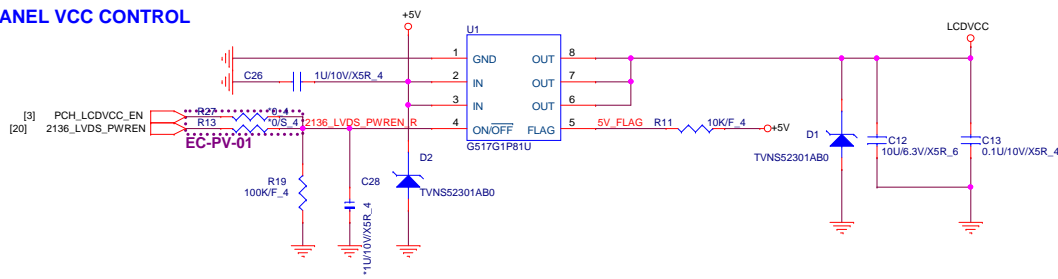 ANEL VCC CONTROL
+5V
U1
LCDVCC
1 GND OUT 8
C26 1U/10V/X5R_4
2 IN OUT 7
3 IN OUT 6
[3] PCH_LCDVCC_EN R27 *0_4
[20] 2136_LVDS_PWREN R13 *0/S_4 2136_LVDS_PWREN_R 4 ON/OFF FLAG 5 5V_FLAG R11 10K/F_4 +5V
EC-PV-01
G517G1P81U
D1
TVNS52301AB0
C12
10U/6.3V/X5R_6
C13
0.1U/10V/X5R_4
D2
TVNS52301AB0
R19
100K/F_4
C28
*1U/10V/X5R_4